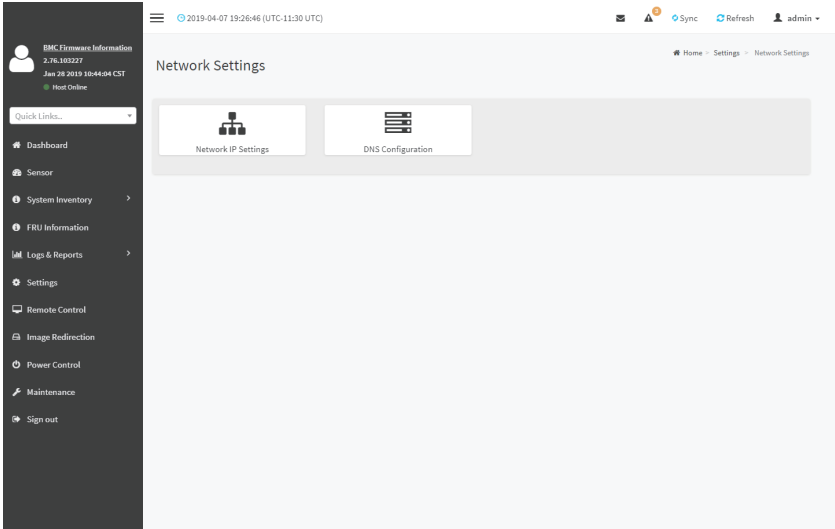 2019-04-07 19:26:46 (UTC-11:30 UTC)
3
Sync
Refresh
admin
BMC Firmware Information
2.76.103227
Jan 28 2019 10:44:04 CST
Host Online
Quick Links..
Dashboard
Sensor
System Inventory
FRU Information
Logs & Reports
Settings
Remote Control
Image Redirection
Power Control
Maintenance
Sign out
Network Settings
Home > Settings > Network Settings
Network IP Settings
DNS Configuration